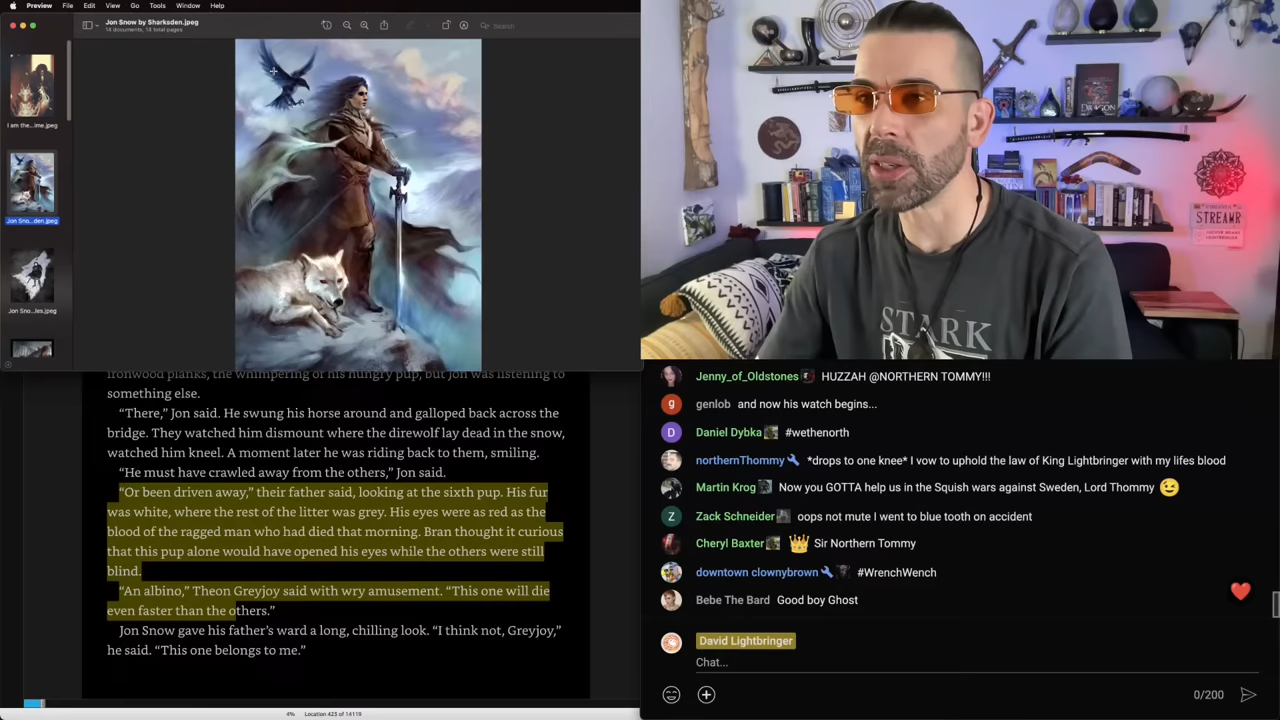 Preview File Edit View Go Tools Window Help
Jon Snow by Sharksden.jpeg
14 documents, 18 total pages
Search
I am the...ime.jpeg
Jon Sno...den.jpeg
Jon Sno...les.jpeg
ironwood planks, the whimpering of his hungry pup, but Jon was listening to
something else.
“There,” Jon said. He swung his horse around and galloped back across the
bridge. They watched him dismount where the direwolf lay dead in the snow,
watched him kneel. A moment later he was riding back to them, smiling.
“He must have crawled away from the others,” Jon said.
“Or been driven away,” their father said, looking at the sixth pup. His fur
was white, where the rest of the litter was grey. His eyes were as red as the
blood of the ragged man who had died that morning. Bran thought it curious
that this pup alone would have opened his eyes while the others were still
blind.
“An albino,” Theon Greyjoy said with wry amusement. “This one will die
even faster than the others.”
Jon Snow gave his father’s ward a long, chilling look. “I think not, Greyjoy,”
he said. “This one belongs to me.”
4% Location 423 of 14119
DRAGON
STREAMR
STARK
Jenny_of_Oldstones HUZZAH @NORTHERN TOMMY!!!
g genlob and now his watch begins...
D Daniel Dybka #wethenorth
northernThommy *drops to one knee* I vow to uphold the law of King Lightbringer with my lifes blood
Martin Krog Now you GOTTA help us in the Squish wars against Sweden, Lord Thommy 😉
Z Zack Schneider oops not mute I went to blue tooth on accident
Cheryl Baxter 👑 Sir Northern Tommy
downtown clownybrown #WrenchWench
Bebe The Bard Good boy Ghost
David Lightbringer
Chat...
0/200